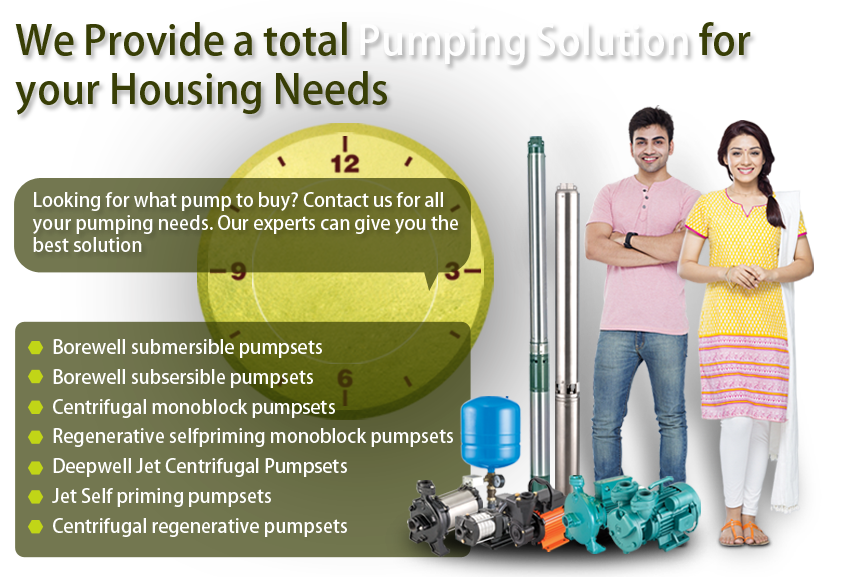 We Provide a total Pumping Solution for
your Housing Needs
12
Looking for what pump to buy? Contact us for all
your pumping needs. Our experts can give you the
best solution
9
3
Borewell submersible pumpsets
Borewell subsersible pumpsets
6
Centrifugal monoblock pumpsets
Regenerative selfpriming monoblock pumpsets
Deepwell Jet Centrifugal Pumpsets
Jet Self priming pumpsets
Centrifugal regenerative pumpsets